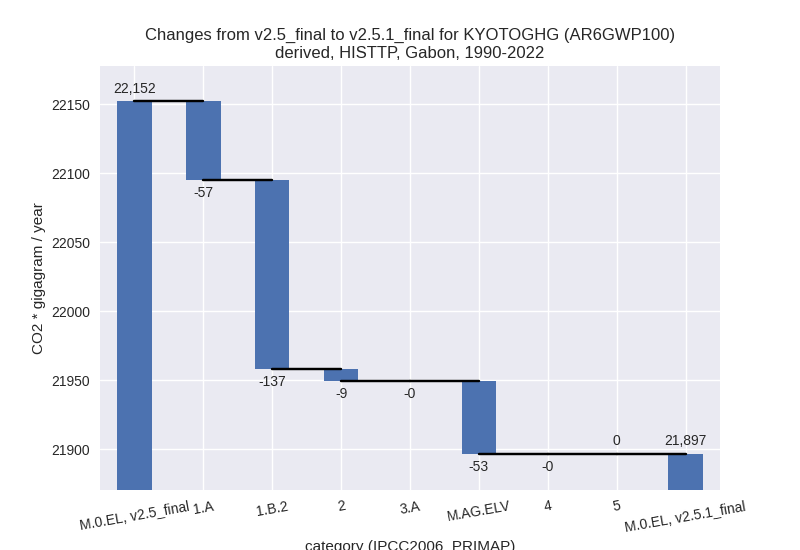 Changes from v2.5_final to v2.5.1_final for KYOTOGHG (AR6GWP100)
derived, HISTTP, Gabon, 1990-2022
CO2 * gigagram / year
22150
22100
22050
22000
21950
21900
22,152
-57
-137
-9
-0
-53
-0
0
21,897
M.0.EL, v2.5_final
1.A
1.B.2
2
3.A
M.AG.ELV
4
5
M.0.EL, v2.5.1_final
category (IPCC2006_PRIMAP)